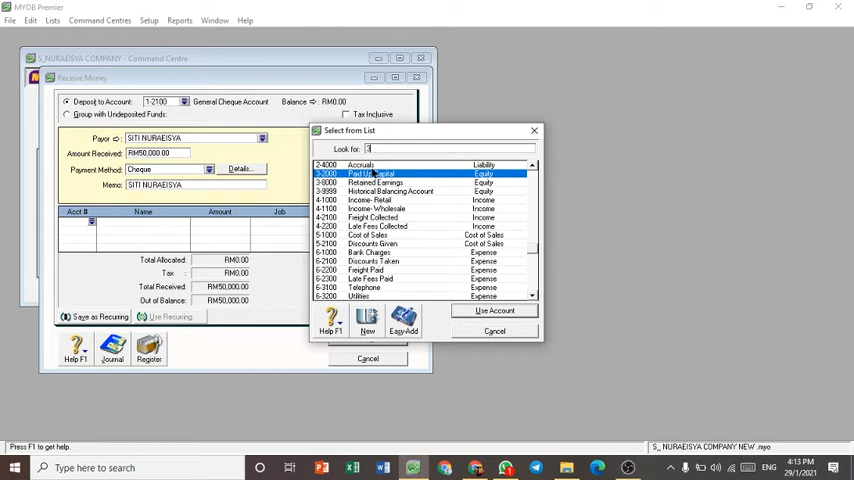 MYOB Premier
File Edit Lists Command Centres Setup Reports Window Help
S_NURAEISYA COMPANY - Command Centre
Receive Money
Deposit to Account: 1-2100 General Cheque Account Balance ⇨: RM0.00
Group with Undeposited Funds: Tax Inclusive
Payor ⇨: SITI NURAEISYA
Amount Received: RM50,000.00
Payment Method: Cheque Details...
Memo: SITI NURAEISYA
Acct # Name Amount Job
Total Allocated: RM0.00
Tax ⇨: RM0.00
Total Received: RM50,000.00
Out of Balance: RM50,000.00
Save as Recurring Use Recurring
Help F1 Journal Register
Cancel
Select from List
Look for: 3
2-4000 Accruals Liability
3-2000 Paid Up Capital Equity
3-8000 Retained Earnings Equity
3-9999 Historical Balancing Account Equity
4-1000 Income- Retail Income
4-1100 Income- Wholesale Income
4-2100 Freight Collected Income
4-2200 Late Fees Collected Income
5-1000 Cost of Sales Cost of Sales
5-2100 Discounts Given Cost of Sales
6-1000 Bank Charges Expense
6-2100 Discounts Taken Expense
6-2200 Freight Paid Expense
6-2300 Late Fees Paid Expense
6-3100 Telephone Expense
6-3200 Utilities Expense
Help F1 New Easy-Add
Use Account
Cancel
Press F1 to get help. S_ NURAEISYA COMPANY NEW .myo
Type here to search
ENG
4:13 PM
29/1/2021